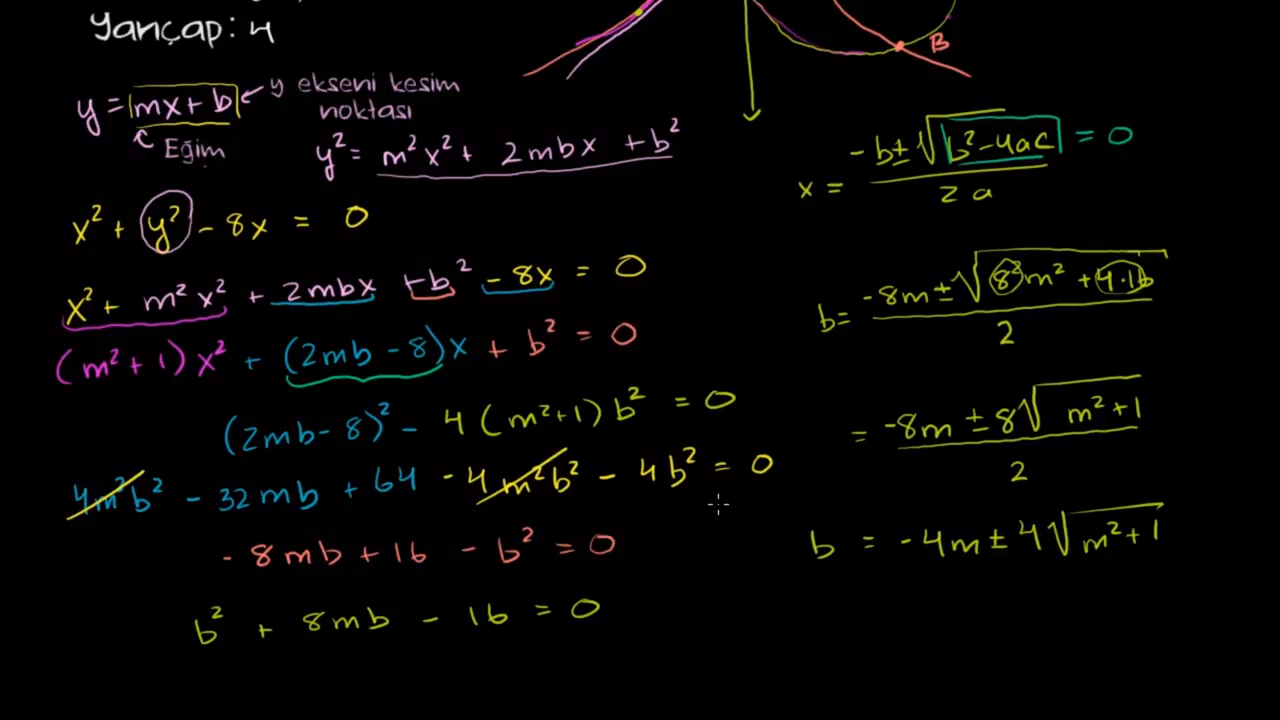 Yarıçap: 4
B
y = mx + b
y ekseni kesim
noktası
Eğim
y² = m²x² + 2mbx + b²
x² + y² - 8x = 0
x² + m²x² + 2mbx + b² - 8x = 0
(m² + 1)x² + (2mb - 8)x + b² = 0
(2mb - 8)² - 4(m² + 1)b² = 0
4m²b² - 32mb + 64 - 4m²b² - 4b² = 0
- 8mb + 16 - b² = 0
b² + 8mb - 16 = 0
x = (-b ± √(b² - 4ac)) / 2a = 0
b = (-8m ± √(8²m² + 4·16)) / 2
= (-8m ± 8√(m² + 1)) / 2
b = -4m ± 4√(m² + 1)